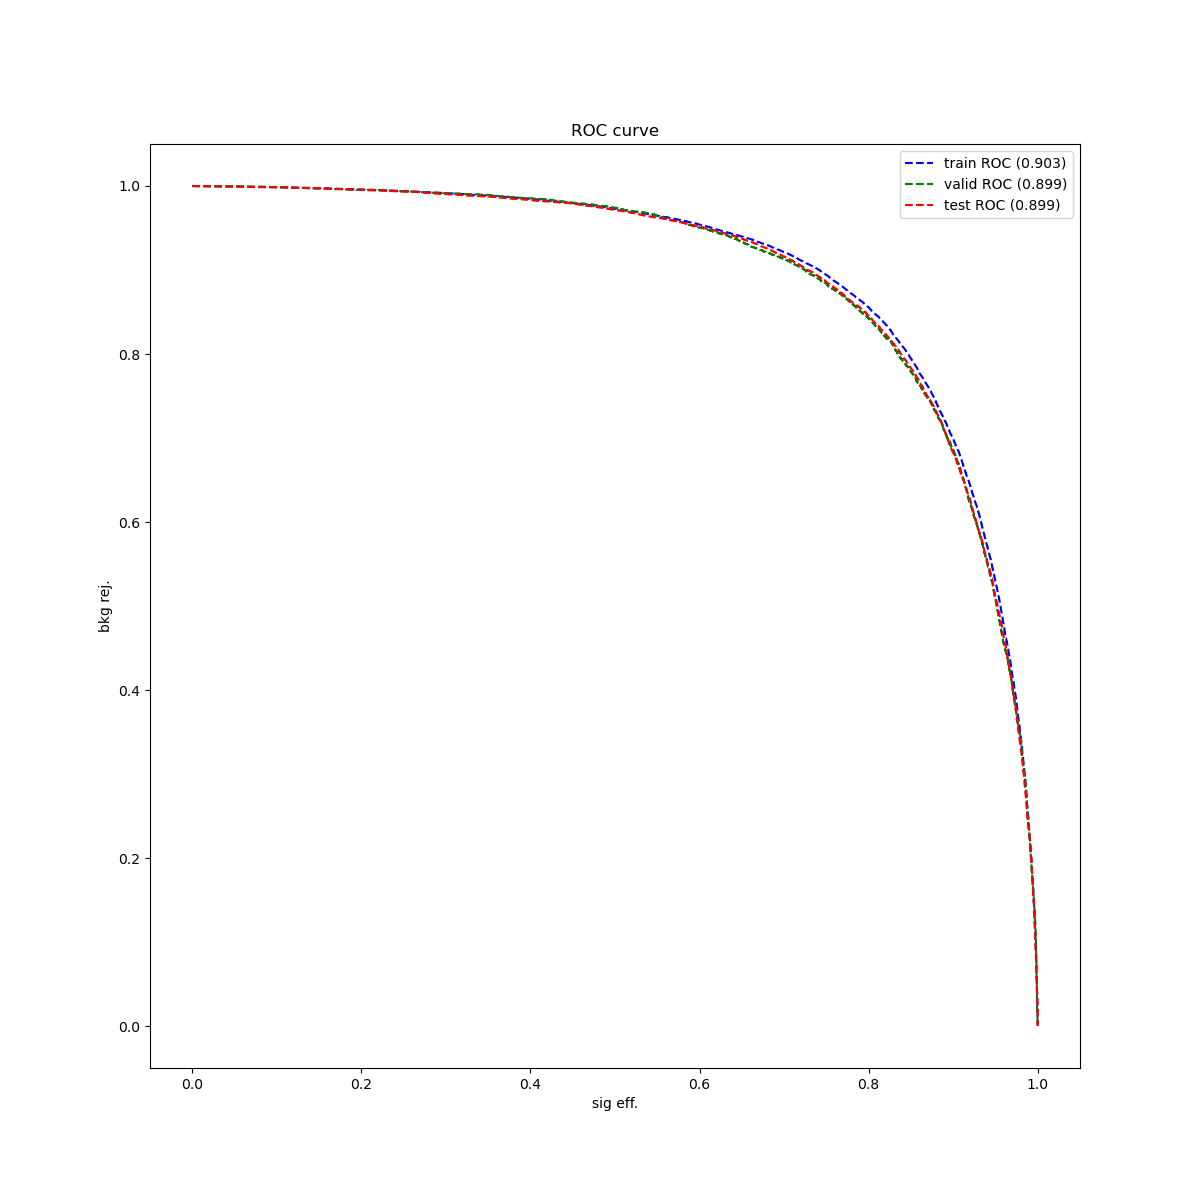 ROC curve
train ROC (0.903)
valid ROC (0.899)
test ROC (0.899)
1.0
0.8
0.6
0.4
0.2
0.0
bkg rej.
0.0 0.2 0.4 0.6 0.8 1.0
sig eff.